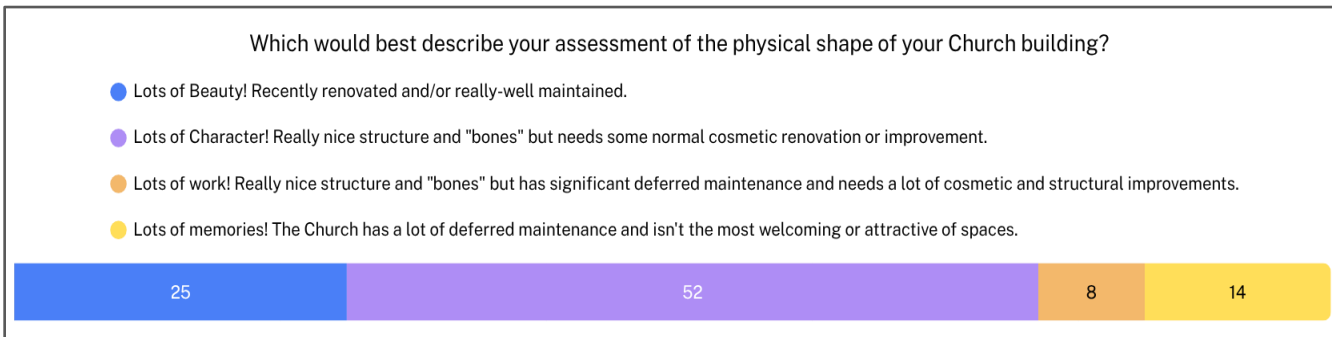 Which would best describe your assessment of the physical shape of your Church building?
Lots of Beauty! Recently renovated and/or really-well maintained.
Lots of Character! Really nice structure and "bones" but needs some normal cosmetic renovation or improvement.
Lots of work! Really nice structure and "bones" but has significant deferred maintenance and needs a lot of cosmetic and structural improvements.
Lots of memories! The Church has a lot of deferred maintenance and isn't the most welcoming or attractive of spaces.
25 52 8 14